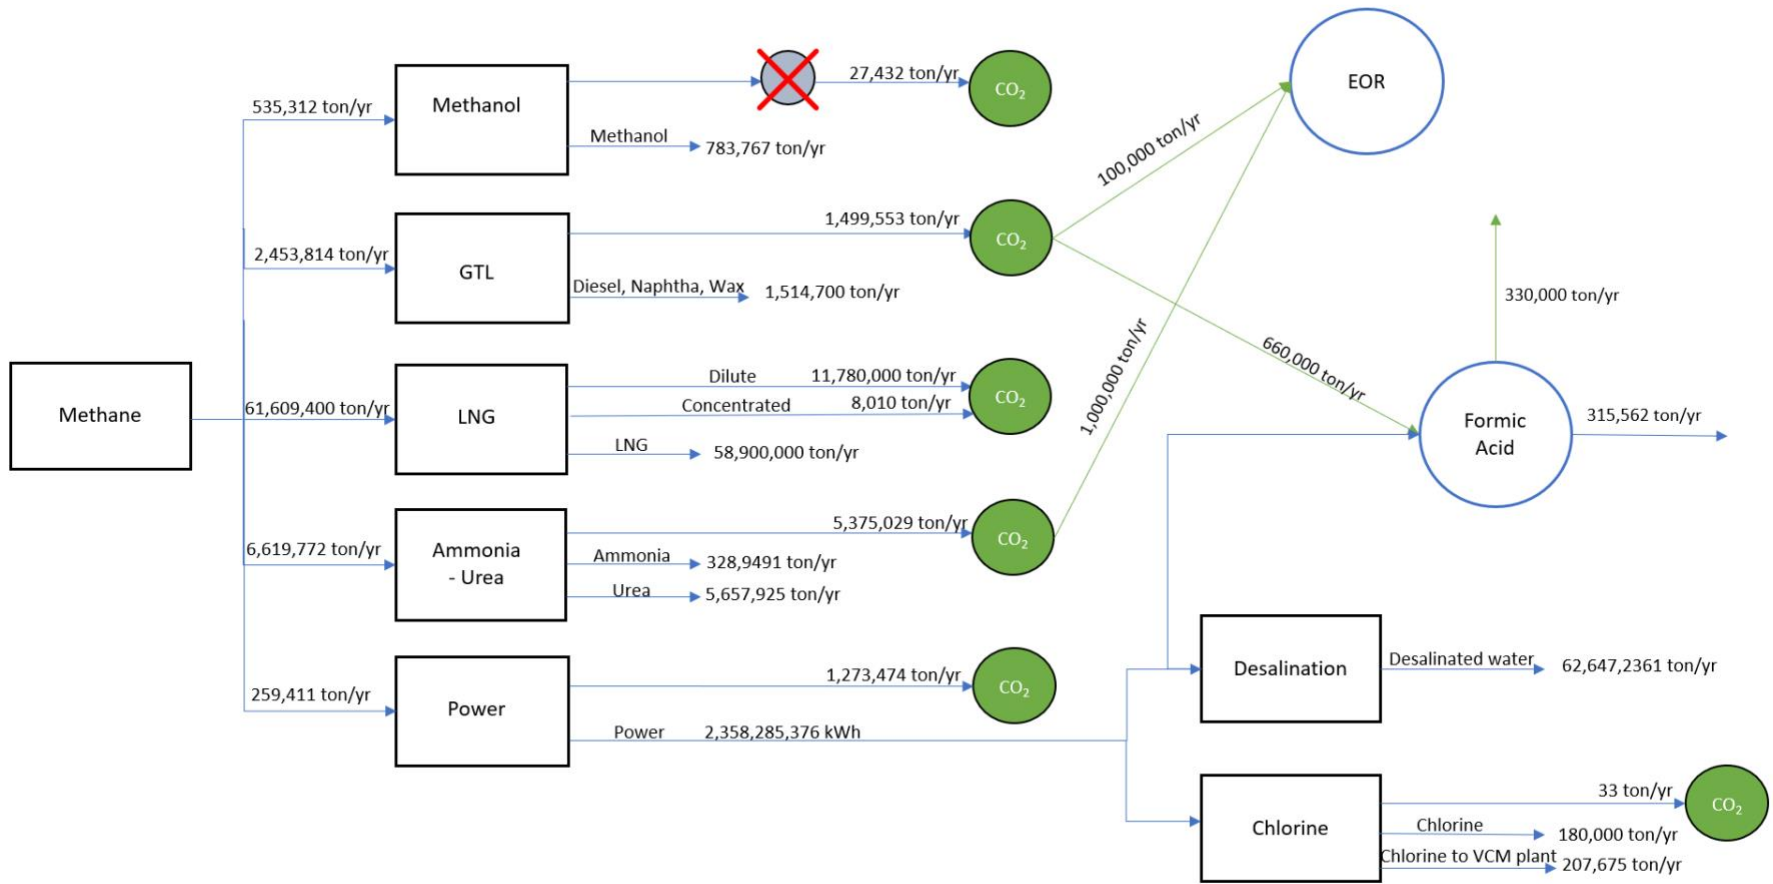 535,312 ton/yr
Methanol
27,432 ton/yr
CO₂
Methanol
783,767 ton/yr
EOR
100,000 ton/yr
2,453,814 ton/yr
GTL
1,499,553 ton/yr
CO₂
Diesel, Naphtha, Wax
1,514,700 ton/yr
330,000 ton/yr
660,000 ton/yr
1,000,000 ton/yr
Methane
61,609,400 ton/yr
LNG
Dilute
11,780,000 ton/yr
Concentrated
8,010 ton/yr
CO₂
LNG
58,900,000 ton/yr
Formic
Acid
315,562 ton/yr
6,619,772 ton/yr
Ammonia
- Urea
5,375,029 ton/yr
CO₂
Ammonia
328,9491 ton/yr
Urea
5,657,925 ton/yr
259,411 ton/yr
Power
1,273,474 ton/yr
CO₂
Power
2,358,285,376 kWh
Desalination
Desalinated water
62,647,2361 ton/yr
Chlorine
33 ton/yr
CO₂
Chlorine
180,000 ton/yr
Chlorine to VCM plant
207,675 ton/yr